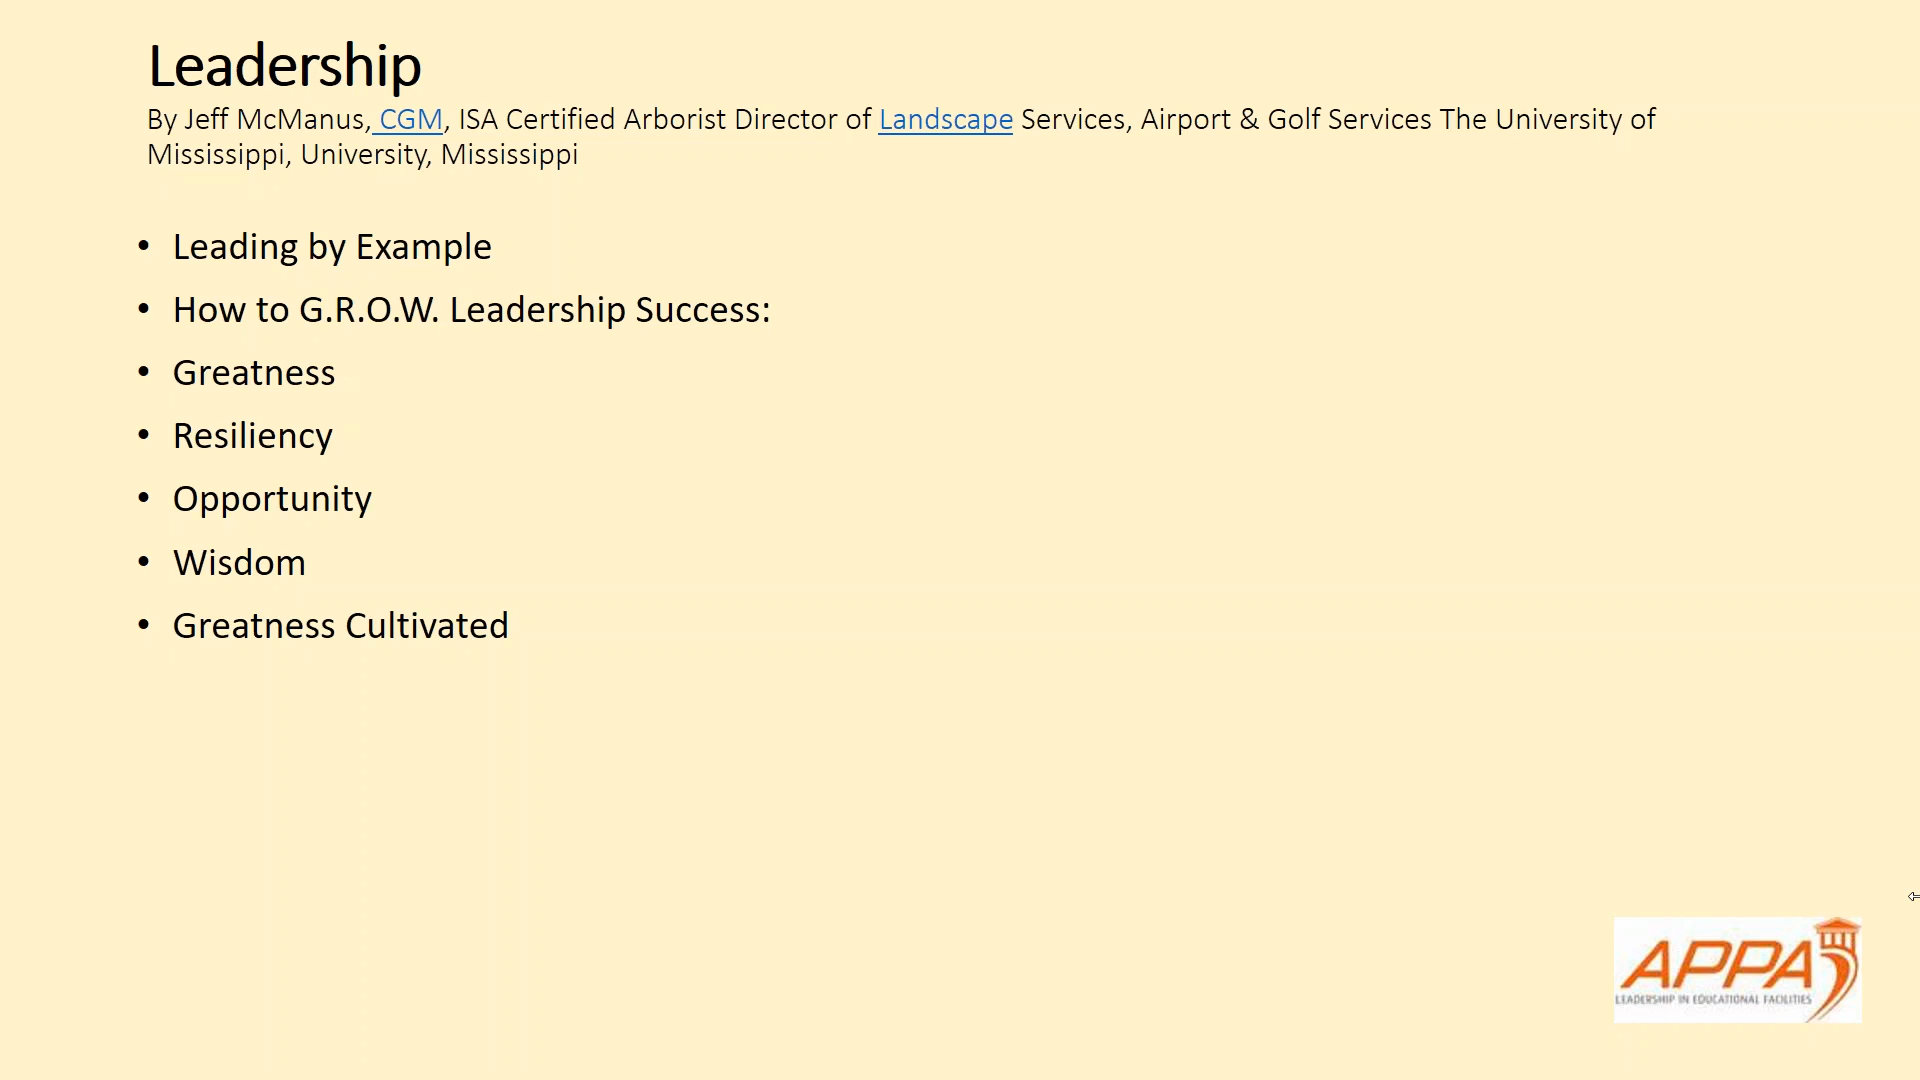 Leadership
By Jeff McManus, CGM, ISA Certified Arborist Director of Landscape Services, Airport & Golf Services The University of
Mississippi, University, Mississippi
• Leading by Example
• How to G.R.O.W. Leadership Success:
• Greatness
• Resiliency
• Opportunity
• Wisdom
• Greatness Cultivated
APPA
LEADERSHIP IN EDUCATIONAL FACILITIES